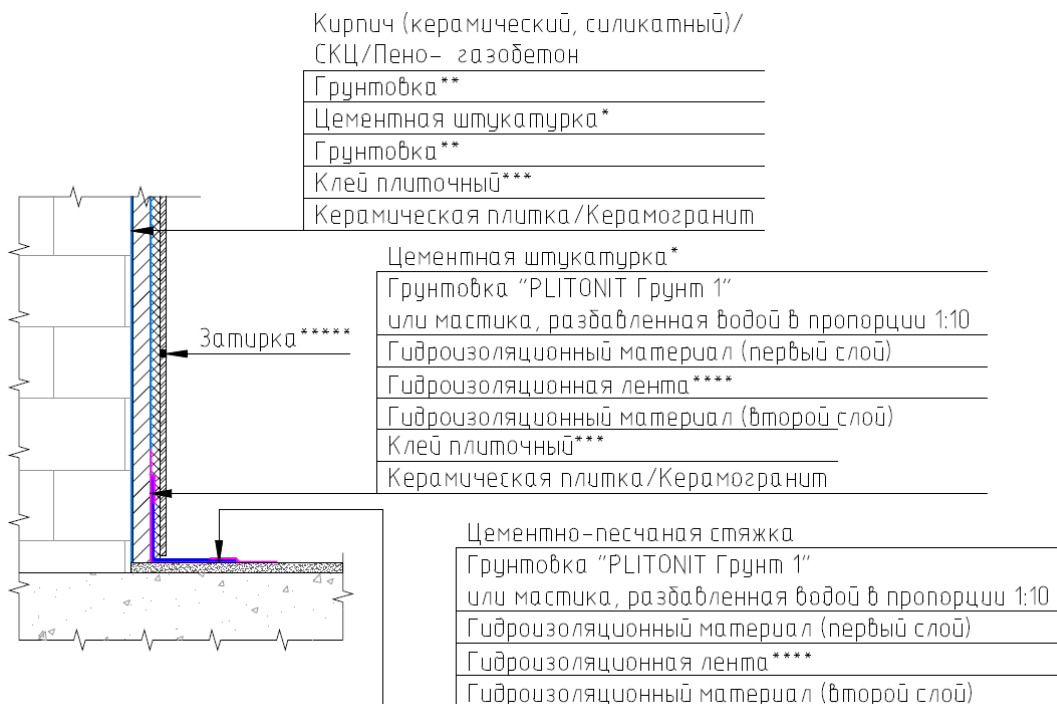 Кирпич (керамический, силикатный)/
СКЦ/Пено- газобетон
Грунтовка**
Цементная штукатурка*
Грунтовка**
Клей плиточный***
Керамическая плитка/Керамогранит
Цементная штукатурка*
Грунтовка "PLITONIT Грунт 1"
или мастика, разбавленная водой в пропорции 1:10
Гидроизоляционный материал (первый слой)
Гидроизоляционная лента****
Гидроизоляционный материал (второй слой)
Клей плиточный***
Керамическая плитка/Керамогранит
Затирка*****
Цементно-песчаная стяжка
Грунтовка "PLITONIT Грунт 1"
или мастика, разбавленная водой в пропорции 1:10
Гидроизоляционный материал (первый слой)
Гидроизоляционная лента****
Гидроизоляционный материал (второй слой)